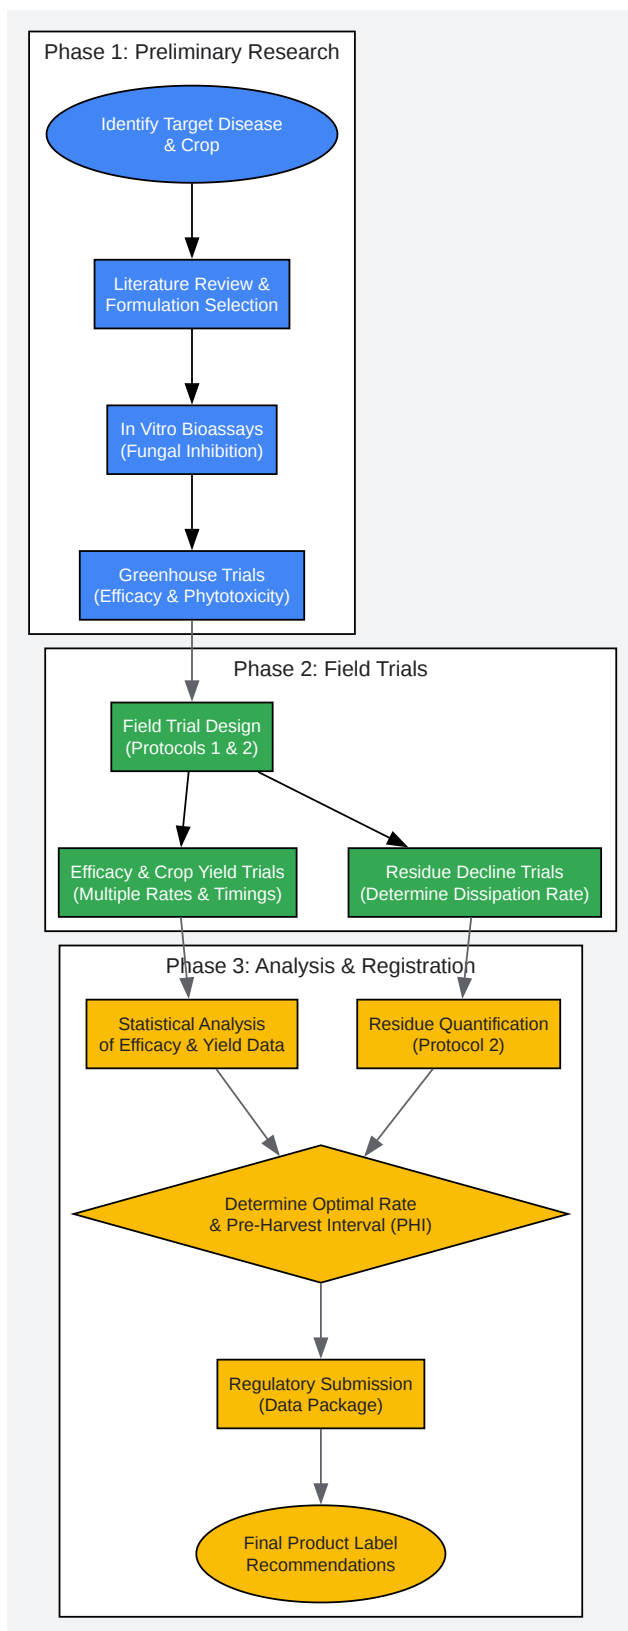 Phase 1: Preliminary Research
Identify Target Disease
& Crop
Literature Review &
Formulation Selection
In Vitro Bioassays
(Fungal Inhibition)
Greenhouse Trials
(Efficacy & Phytotoxicity)
Phase 2: Field Trials
Field Trial Design
(Protocols 1 & 2)
Efficacy & Crop Yield Trials
(Multiple Rates & Timings)
Residue Decline Trials
(Determine Dissipation Rate)
Phase 3: Analysis & Registration
Statistical Analysis
of Efficacy & Yield Data
Residue Quantification
(Protocol 2)
Determine Optimal Rate
& Pre-Harvest Interval (PHI)
Regulatory Submission
(Data Package)
Final Product Label
Recommendations